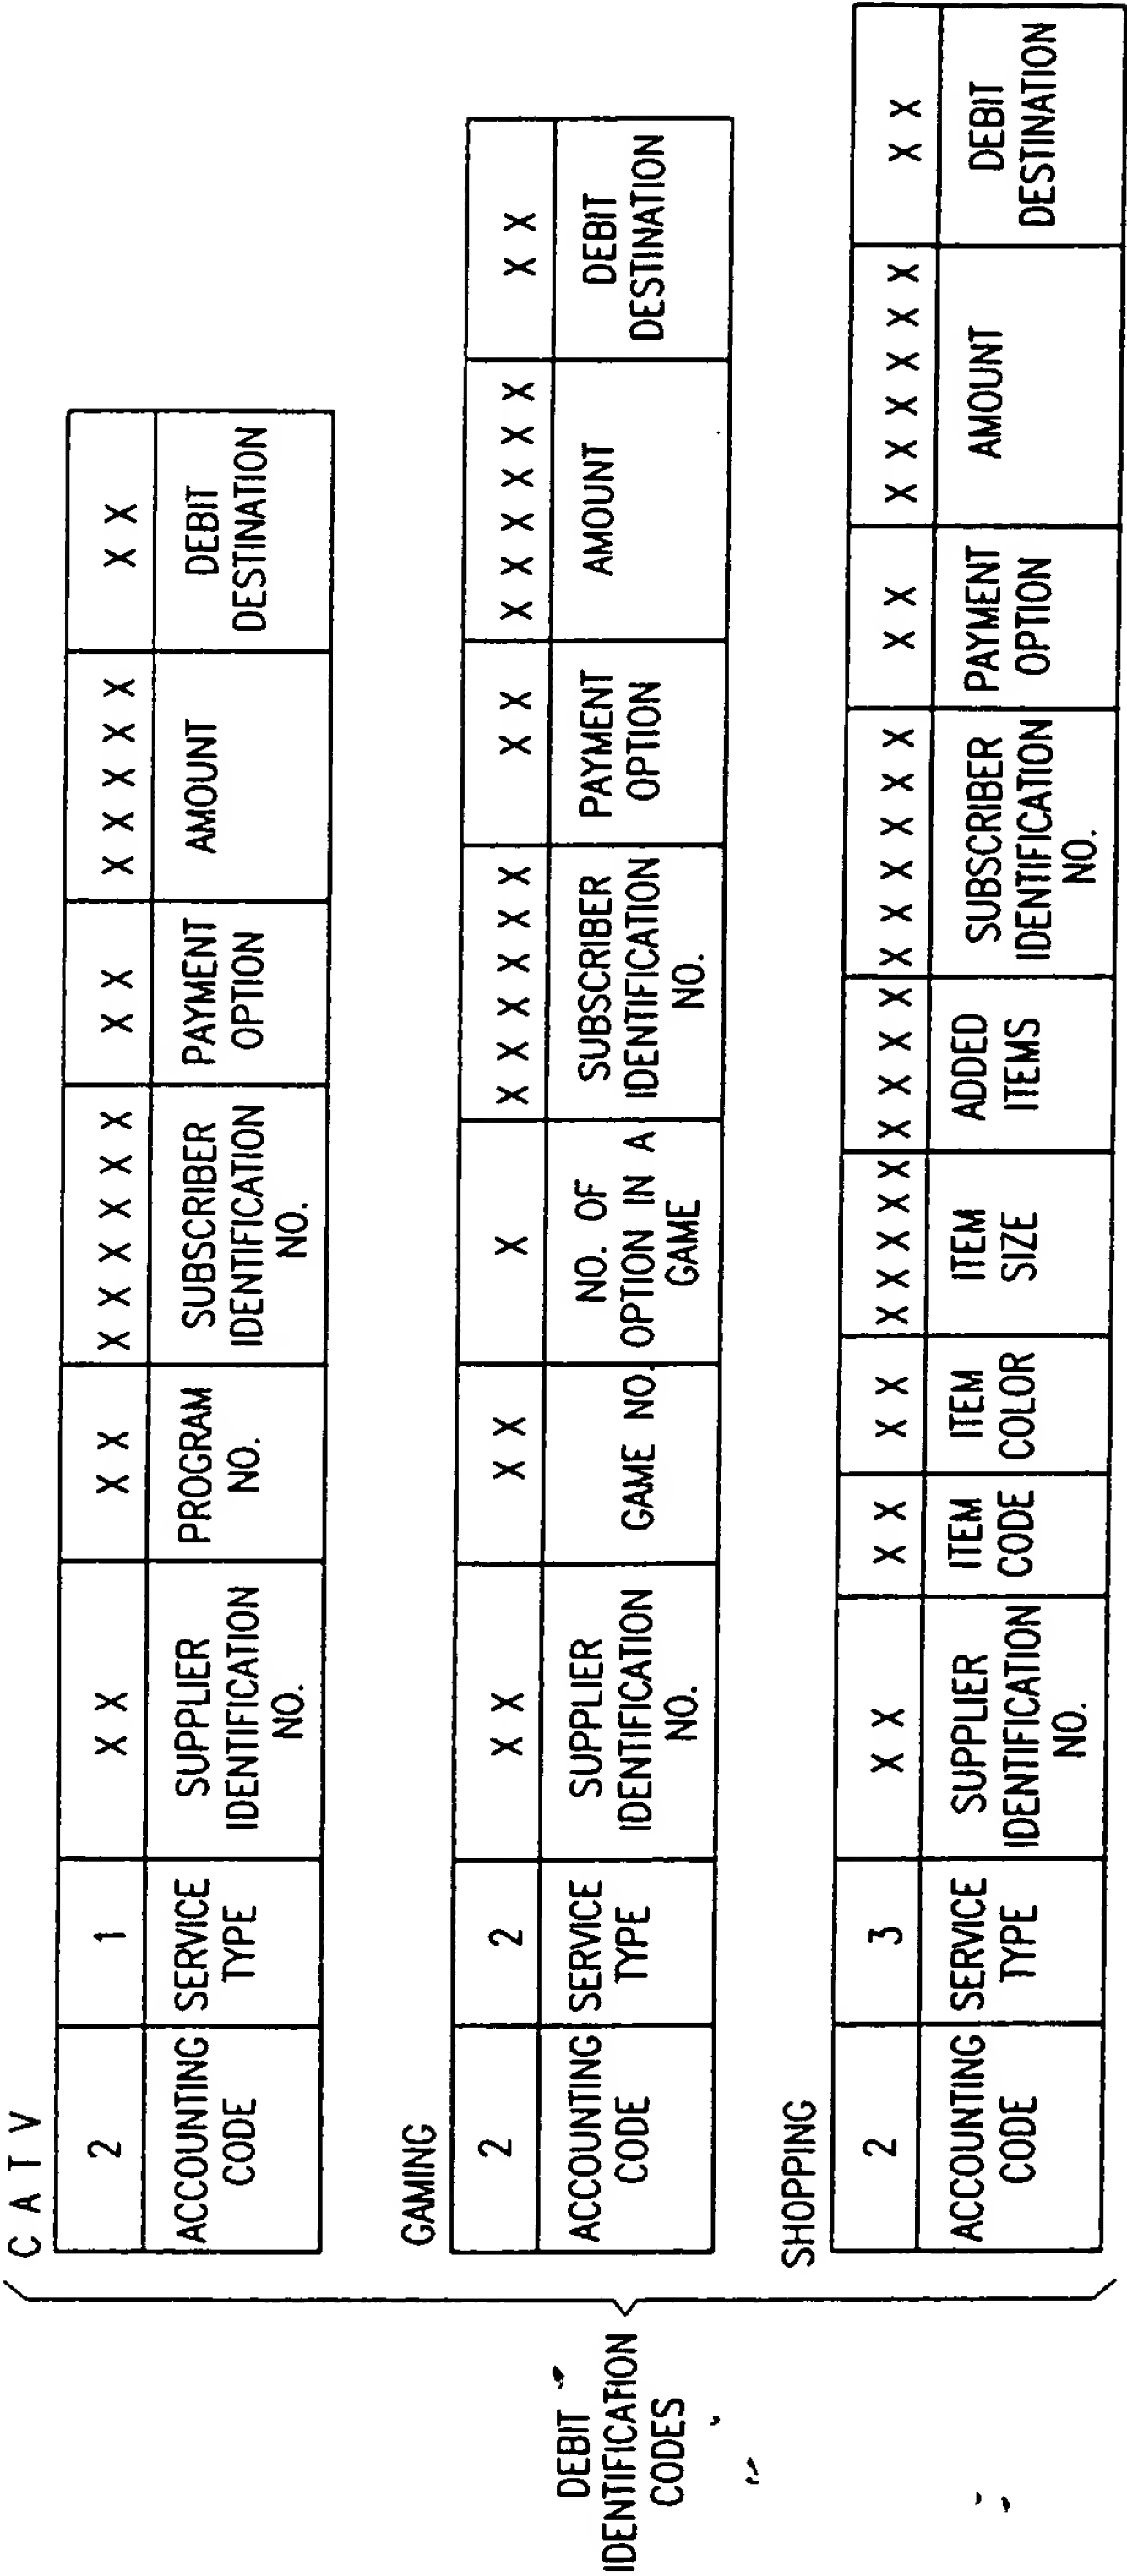 DEBIT
IDENTIFICATION
CODES
C A T V
2 1 X X X X X X X X X X X X X X X X X X X
ACCOUNTING CODE
SERVICE TYPE
SUPPLIER IDENTIFICATION NO.
PROGRAM NO.
SUBSCRIBER IDENTIFICATION NO.
PAYMENT OPTION
AMOUNT
DEBIT DESTINATION
GAMING
2 2 X X X X X X X X X X X X X X X X X X X X X
ACCOUNTING CODE
SERVICE TYPE
SUPPLIER IDENTIFICATION NO.
GAME NO.
NO. OF OPTION IN A GAME
SUBSCRIBER IDENTIFICATION NO.
PAYMENT OPTION
AMOUNT
DEBIT DESTINATION
SHOPPING
2 3 X X X X X X X X X X X X X X X X X X X X X X X X X X X X X X X
ACCOUNTING CODE
SERVICE TYPE
SUPPLIER IDENTIFICATION NO.
ITEM CODE
ITEM COLOR
ITEM SIZE
ADDED ITEMS
SUBSCRIBER IDENTIFICATION NO.
PAYMENT OPTION
AMOUNT
DEBIT DESTINATION